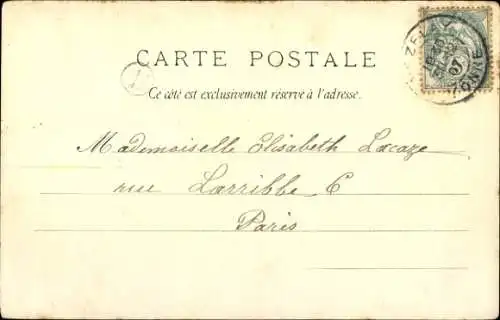 CARTE POSTALE
Ce côté est exclusivement réservé à l'adresse.
Mademoiselle Elisabeth Lacaze
rue Larribbe 6
Paris